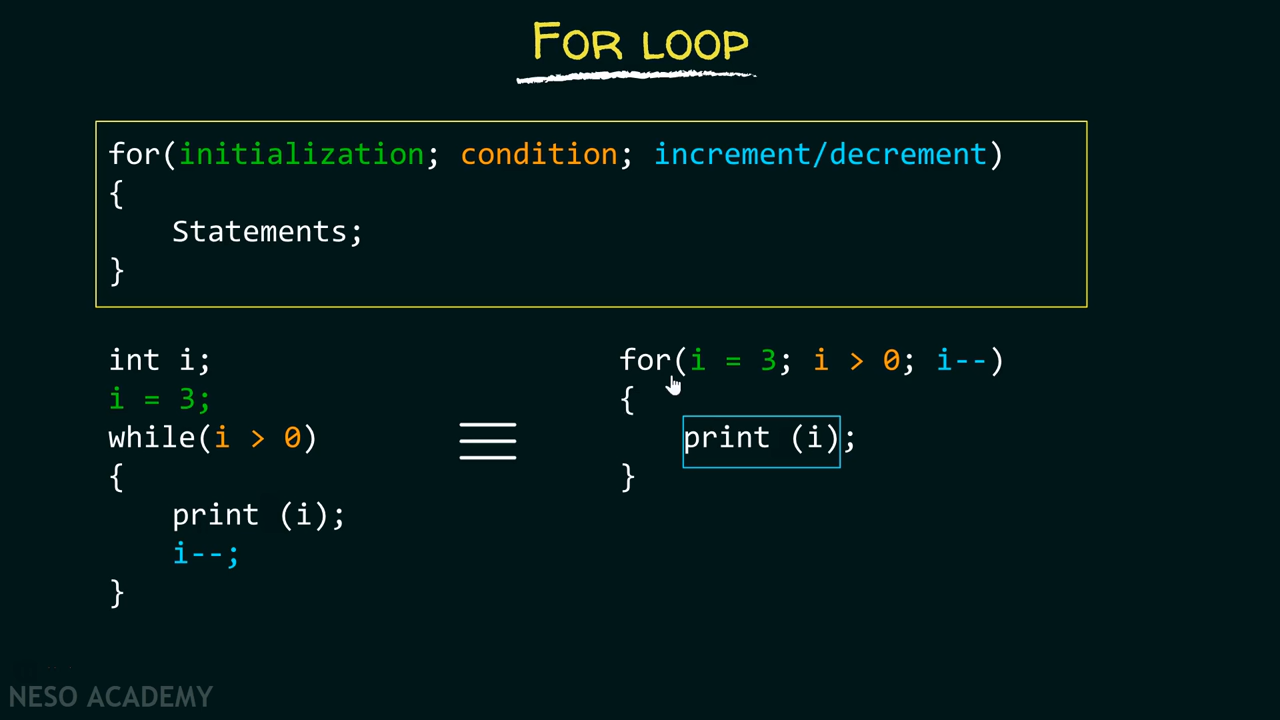 FOR LOOP
for(initialization; condition; increment/decrement)
{
Statements;
}
int i;
i = 3;
while(i > 0)
{
print (i);
i--;
}
for(i = 3; i > 0; i--)
{
print (i);
}
NESO ACADEMY